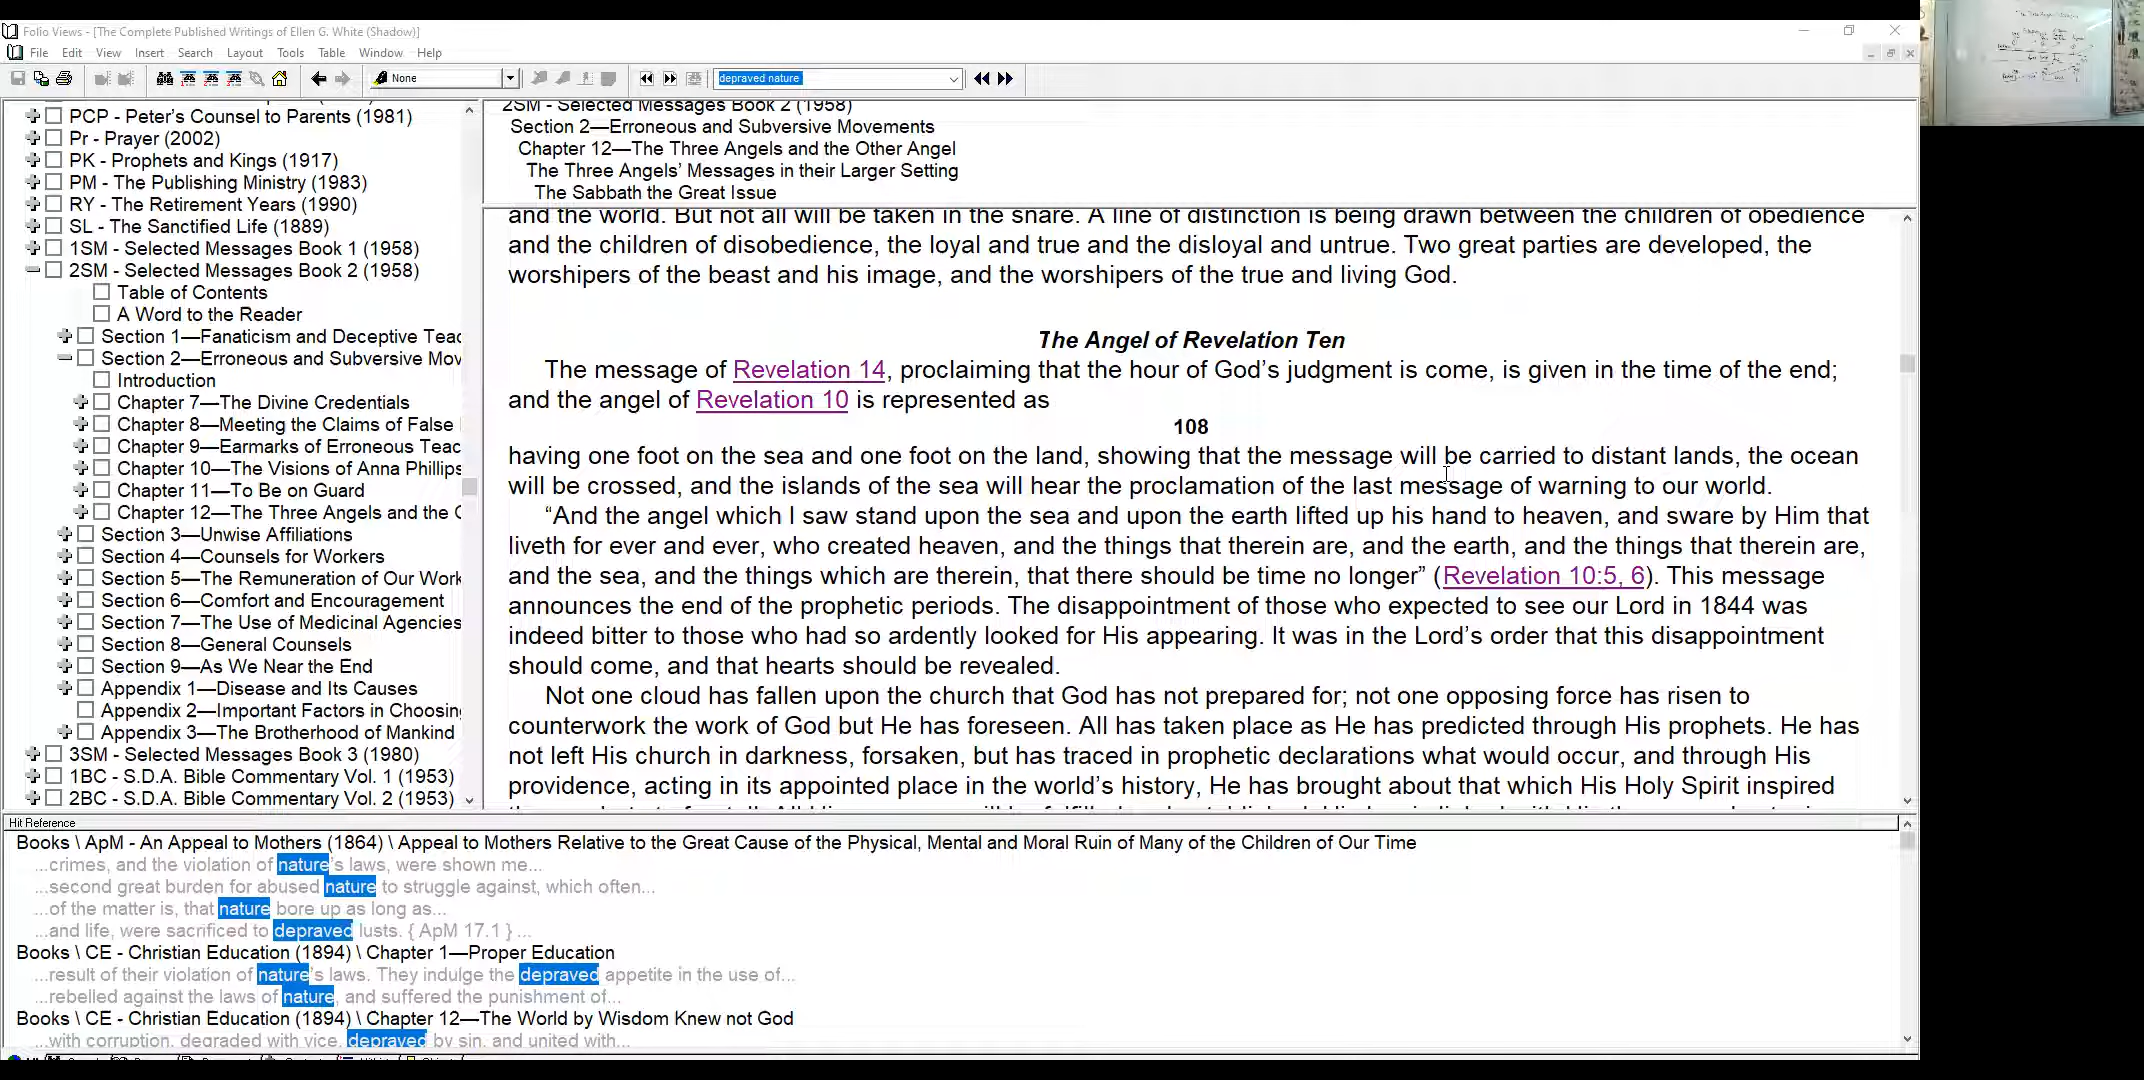 Folio Views - [The Complete Published Writings of Ellen G. White (Shadow)]
File Edit View Insert Search Layout Tools Table Window Help
None
depraved nature
PCP - Peter's Counsel to Parents (1981)
Pr - Prayer (2002)
PK - Prophets and Kings (1917)
PM - The Publishing Ministry (1983)
RY - The Retirement Years (1990)
SL - The Sanctified Life (1889)
1SM - Selected Messages Book 1 (1958)
2SM - Selected Messages Book 2 (1958)
Table of Contents
A Word to the Reader
Section 1—Fanaticism and Deceptive Teac
Section 2—Erroneous and Subversive Mov
Introduction
Chapter 7—The Divine Credentials
Chapter 8—Meeting the Claims of False
Chapter 9—Earmarks of Erroneous Teac
Chapter 10—The Visions of Anna Phillips
Chapter 11—To Be on Guard
Chapter 12—The Three Angels and the O
Section 3—Unwise Affiliations
Section 4—Counsels for Workers
Section 5—The Remuneration of Our Work
Section 6—Comfort and Encouragement
Section 7—The Use of Medicinal Agencies
Section 8—General Counsels
Section 9—As We Near the End
Appendix 1—Disease and Its Causes
Appendix 2—Important Factors in Choosing
Appendix 3—The Brotherhood of Mankind
3SM - Selected Messages Book 3 (1980)
1BC - S.D.A. Bible Commentary Vol. 1 (1953)
2BC - S.D.A. Bible Commentary Vol. 2 (1953)
2SM - Selected Messages Book 2 (1958)
Section 2—Erroneous and Subversive Movements
Chapter 12—The Three Angels and the Other Angel
The Three Angels' Messages in their Larger Setting
The Sabbath the Great Issue
and the world. But not all will be taken in the snare. A line of distinction is being drawn between the children of obedience
and the children of disobedience, the loyal and true and the disloyal and untrue. Two great parties are developed, the
worshipers of the beast and his image, and the worshipers of the true and living God.
The Angel of Revelation Ten
The message of Revelation 14, proclaiming that the hour of God's judgment is come, is given in the time of the end;
and the angel of Revelation 10 is represented as
108
having one foot on the sea and one foot on the land, showing that the message will be carried to distant lands, the ocean
will be crossed, and the islands of the sea will hear the proclamation of the last message of warning to our world.
“And the angel which I saw stand upon the sea and upon the earth lifted up his hand to heaven, and sware by Him that
liveth for ever and ever, who created heaven, and the things that therein are, and the earth, and the things that therein are,
and the sea, and the things which are therein, that there should be time no longer” (Revelation 10:5, 6). This message
announces the end of the prophetic periods. The disappointment of those who expected to see our Lord in 1844 was
indeed bitter to those who had so ardently looked for His appearing. It was in the Lord's order that this disappointment
should come, and that hearts should be revealed.
Not one cloud has fallen upon the church that God has not prepared for; not one opposing force has risen to
counterwork the work of God but He has foreseen. All has taken place as He has predicted through His prophets. He has
not left His church in darkness, forsaken, but has traced in prophetic declarations what would occur, and through His
providence, acting in its appointed place in the world's history, He has brought about that which His Holy Spirit inspired
Hit Reference
Books \ ApM - An Appeal to Mothers (1864) \ Appeal to Mothers Relative to the Great Cause of the Physical, Mental and Moral Ruin of Many of the Children of Our Time
...crimes, and the violation of nature's laws, were shown me...
...second great burden for abused nature to struggle against, which often...
...of the matter is, that nature bore up as long as...
...and life, were sacrificed to depraved lusts. { ApM 17.1 } ...
Books \ CE - Christian Education (1894) \ Chapter 1—Proper Education
...result of their violation of nature's laws. They indulge the depraved appetite in the use of...
...rebelled against the laws of nature, and suffered the punishment of...
Books \ CE - Christian Education (1894) \ Chapter 12—The World by Wisdom Knew not God
...with corruption, degraded with vice, depraved by sin, and united with...